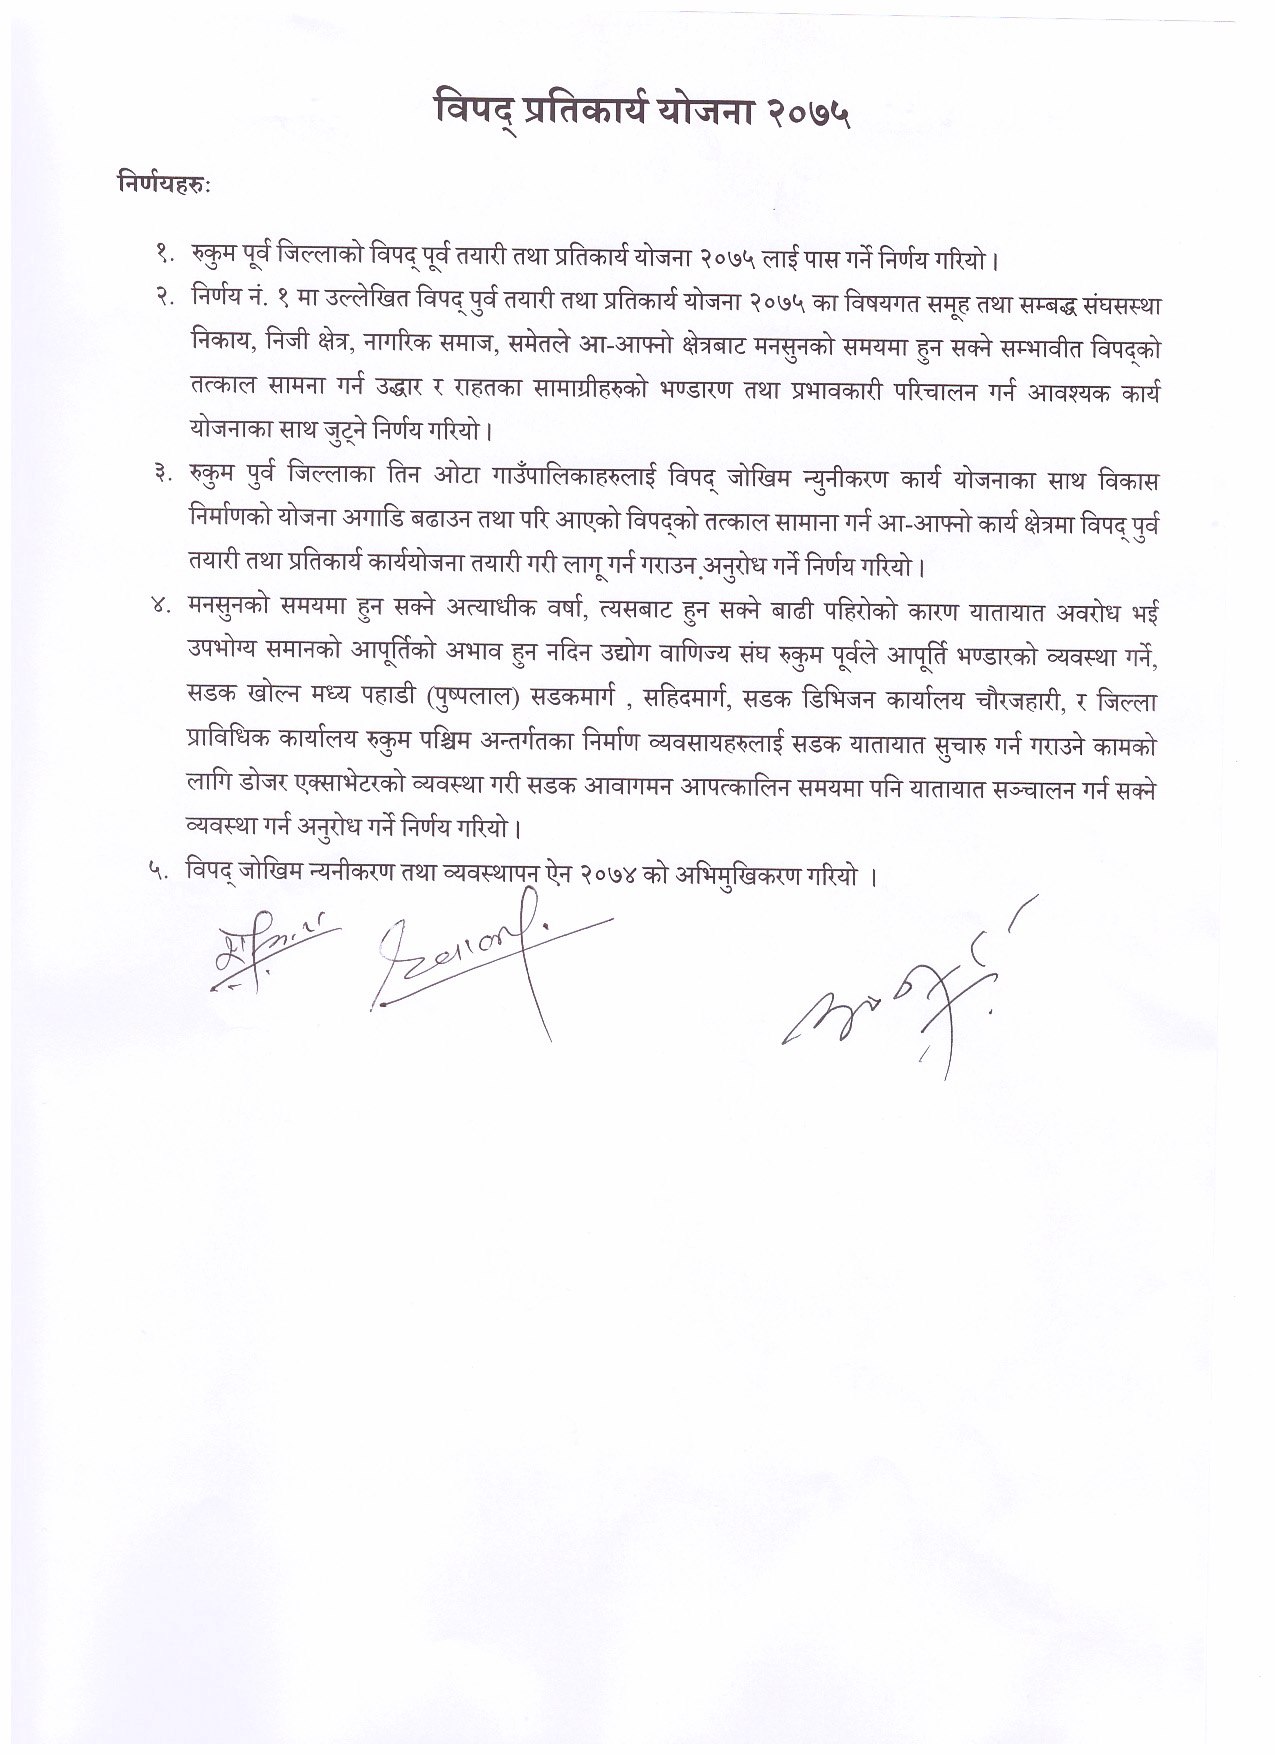 विपद् प्रतिकार्य योजना २०७५
निर्णयहरुः
१. रुकुम पूर्व जिल्लाको विपद् पूर्व तयारी तथा प्रतिकार्य योजना २०७५ लाई पास गर्ने निर्णय गरियो ।
२. निर्णय नं. १ मा उल्लेखित विपद् पुर्व तयारी तथा प्रतिकार्य योजना २०७५ का विषयगत समूह तथा सम्बद्ध संघसस्था
निकाय, निजी क्षेत्र, नागरिक समाज, समेतले आ-आफ्नो क्षेत्रबाट मनसुनको समयमा हुन सक्ने सम्भावीत विपद्को
तत्काल सामना गर्न उद्धार र राहतका सामाग्रीहरुको भण्डारण तथा प्रभावकारी परिचालन गर्न आवश्यक कार्य
योजनाका साथ जुट्ने निर्णय गरियो ।
३. रुकुम पुर्व जिल्लाका तिन ओटा गाउँपालिकाहरुलाई विपद् जोखिम न्युनीकरण कार्य योजनाका साथ विकास
निर्माणको योजना अगाडि बढाउन तथा परि आएको विपद्को तत्काल सामाना गर्न आ-आफ्नो कार्य क्षेत्रमा विपद् पुर्व
तयारी तथा प्रतिकार्य कार्ययोजना तयारी गरी लागू गर्न गराउन अनुरोध गर्ने निर्णय गरियो ।
४. मनसुनको समयमा हुन सक्ने अत्याधीक वर्षा, त्यसबाट हुन सक्ने बाढी पहिरोको कारण यातायात अवरोध भई
उपभोग्य समानको आपूर्तिको अभाव हुन नदिन उद्योग वाणिज्य संघ रुकुम पूर्वले आपूर्ति भण्डारको व्यवस्था गर्ने,
सडक खोल्न मध्य पहाडी (पुष्पलाल) सडकमार्ग , सहिदमार्ग, सडक डिभिजन कार्यालय चौरजहारी, र जिल्ला
प्राविधिक कार्यालय रुकुम पश्चिम अन्तर्गतका निर्माण व्यवसायहरुलाई सडक यातायात सुचारु गर्न गराउने कामको
लागि डोजर एक्साभेटरको व्यवस्था गरी सडक आवागमन आपत्कालिन समयमा पनि यातायात सञ्चालन गर्न सक्ने
व्यवस्था गर्न अनुरोध गर्ने निर्णय गरियो ।
५. विपद् जोखिम न्यनीकरण तथा व्यवस्थापन ऐन २०७४ को अभिमुखिकरण गरियो ।